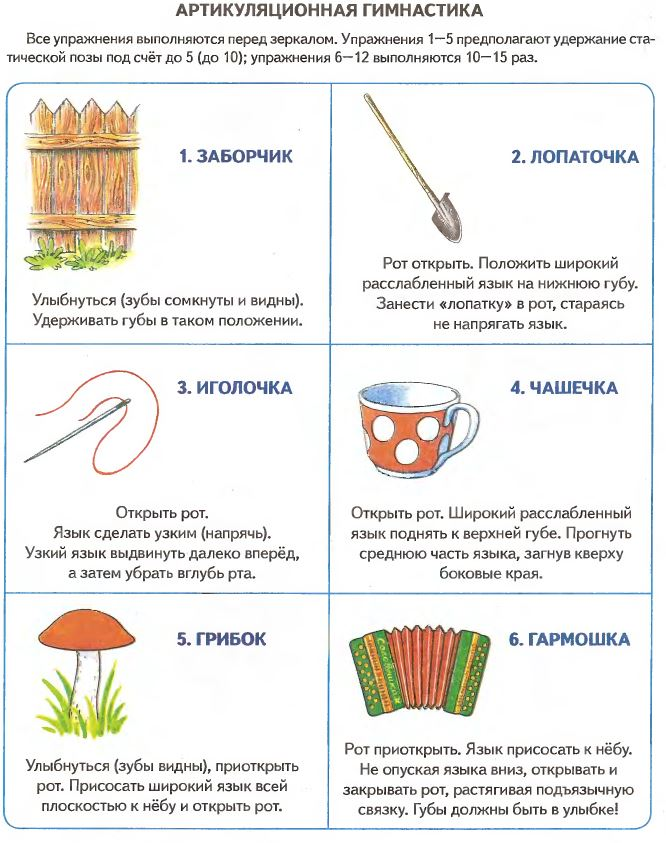 АРТИКУЛЯЦИОННАЯ ГИМНАСТИКА
Все упражнения выполняются перед зеркалом. Упражнения 1—5 предполагают удержание ста-
тической позы под счёт до 5 (до 10); упражнения 6—12 выполняются 10—15 раз.
1. ЗАБОРЧИК
Улыбнуться (зубы сомкнуты и видны).
Удерживать губы в таком положении.
2. ЛОПАТОЧКА
Рот открыть. Положить широкий
расслабленный язык на нижнюю губу.
Занести «лопатку» в рот, стараясь
не напрягать язык.
3. ИГОЛОЧКА
Открыть рот.
Язык сделать узким (напрячь).
Узкий язык выдвинуть далеко вперёд,
а затем убрать вглубь рта.
4. ЧАШЕЧКА
Открыть рот. Широкий расслабленный
язык поднять к верхней губе. Прогнуть
среднюю часть языка, загнув кверху
боковые края.
5. ГРИБОК
Улыбнуться (зубы видны), приоткрыть
рот. Присосать широкий язык всей
плоскостью к нёбу и открыть рот.
6. ГАРМОШКА
Рот приоткрыть. Язык присосать к нёбу.
Не опуская языка вниз, открывать и
закрывать рот, растягивая подъязычную
связку. Губы должны быть в улыбке!